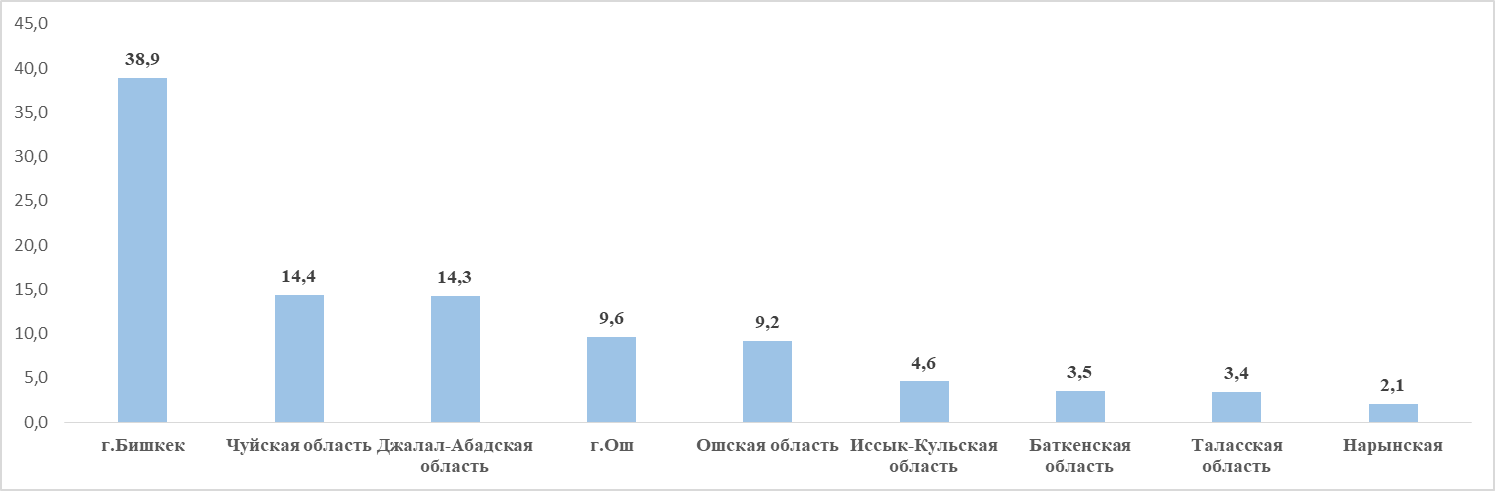 45,0
40,0
35,0
30,0
25,0
20,0
15,0
10,0
5,0
0,0
38,9
14,4
14,3
9,6
9,2
4,6
3,5
3,4
2,1
г.Бишкек
Чуйская область
Джалал-Абадская
область
г.Ош
Ошская область
Иссык-Кульская
область
Баткенская
область
Таласская
область
Нарынская